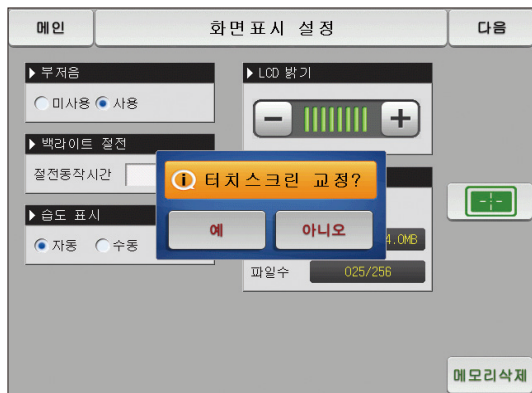 메인
화면표시 설정
다음
▶ 부저음
미사용 사용
▶ LCD 밝기
▶ 백라이트 절전
절전동작시간
터치스크린 교정?
예
아니오
▶ 습도 표시
자동 수동
4.0MB
파일수 025/256
메모리삭제